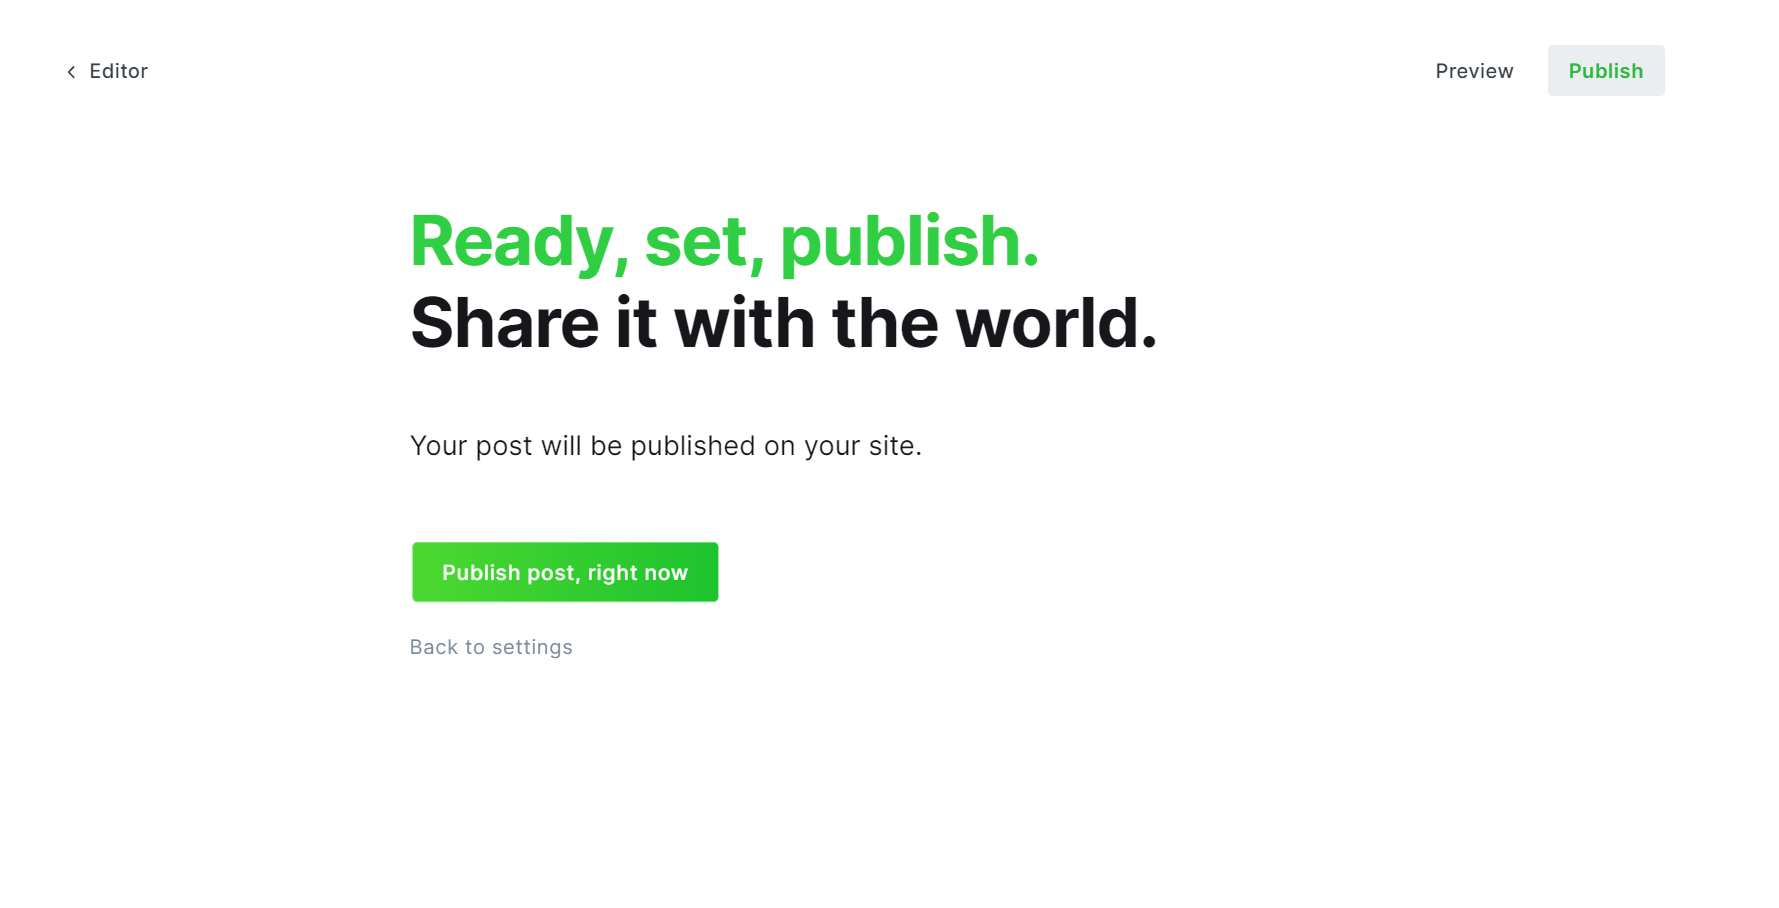 Editor
Preview
Publish
Ready, set, publish.
Share it with the world.
Your post will be published on your site.
Publish post, right now
Back to settings